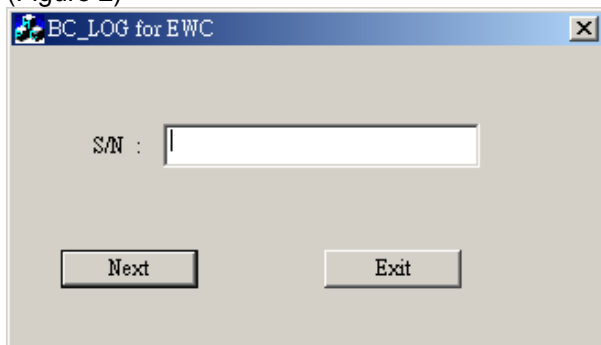 (Figure 2)
BC_LOG for EWC
S/N :
Next
Exit